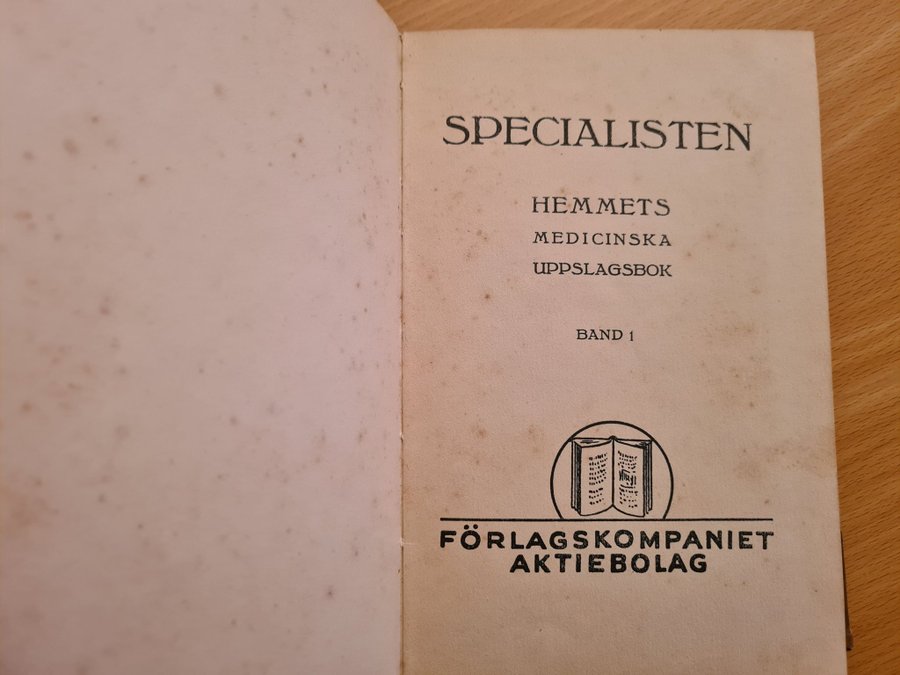 SPECIALISTEN
HEMMETS
MEDICINSKA
UPPSLAGSBOK
BAND 1
FÖRLAGSKOMPANIET
AKTIEBOLAG